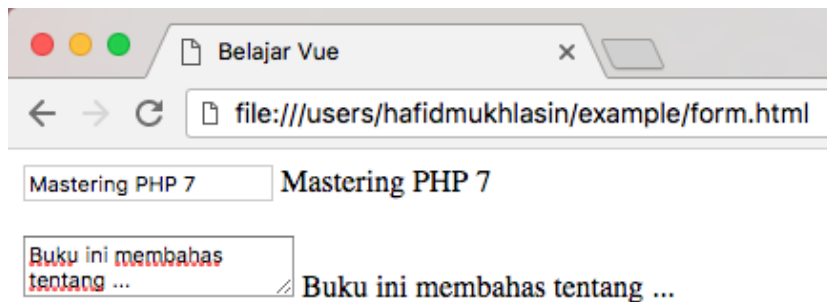 Belajar Vue
file:///users/hafidmukhlasin/example/form.html
Mastering PHP 7 Mastering PHP 7
Buku ini membahas
tentang ... Buku ini membahas tentang ...